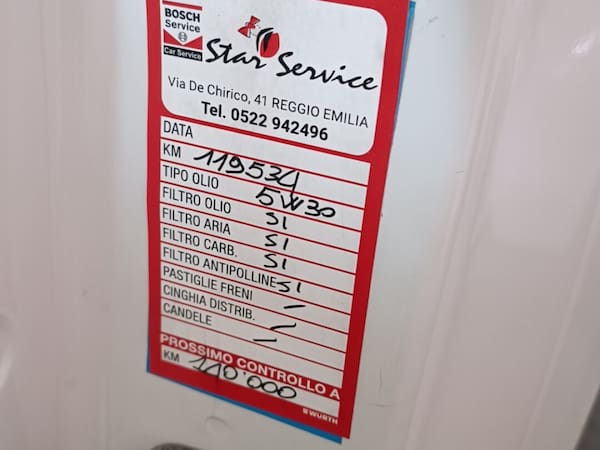 BOSCH
Service
Car Service
Star Service
Via De Chirico, 41 REGGIO EMILIA
Tel. 0522 942496
DATA
KM 119534
TIPO OLIO 5W30
FILTRO OLIO SI
FILTRO ARIA SI
FILTRO CARB. SI
FILTRO ANTIPOLLINE SI
PASTIGLIE FRENI /
CINGHIA DISTRIB. /
CANDELE /
PROSSIMO CONTROLLO A
KM 140'000
WÜRTH